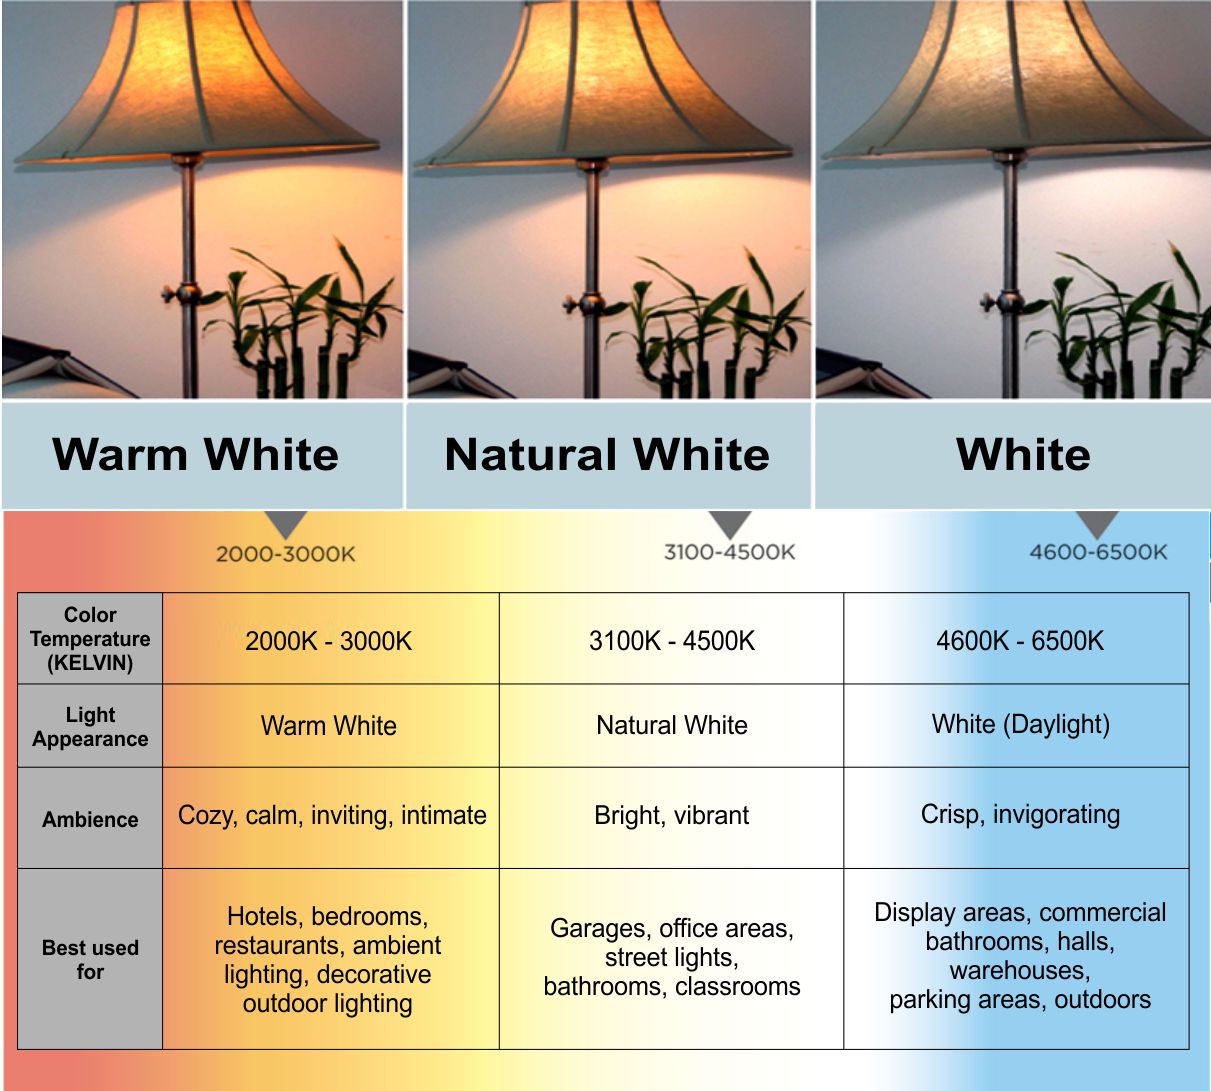 Warm White
Natural White
White
2000-3000K
3100-4500K
4600-6500K
Color
Temperature
(KELVIN)
2000K - 3000K
3100K - 4500K
4600K - 6500K
Light
Appearance
Warm White
Natural White
White (Daylight)
Ambience
Cozy, calm, inviting, intimate
Bright, vibrant
Crisp, invigorating
Best used
for
Hotels, bedrooms,
restaurants, ambient
lighting, decorative
outdoor lighting
Garages, office areas,
street lights,
bathrooms, classrooms
Display areas, commercial
bathrooms, halls,
warehouses,
parking areas, outdoors